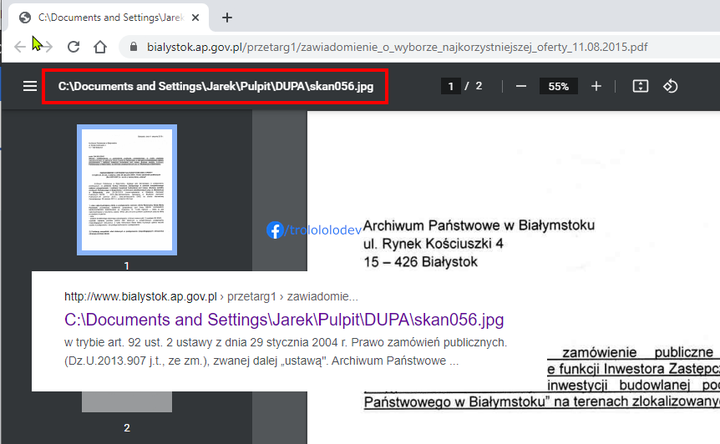 C:\Documents and Settings\Jarek
bialystok.ap.gov.pl/przetarg1/zawiadomienie_o_wyborze_najkorzystniejszej_oferty_11.08.2015.pdf
C:\Documents and Settings\Jarek\Pulpit\DUPA\skan056.jpg
1 / 2
55%
/trolololodev
Archiwum Państwowe w Białymstoku
ul. Rynek Kościuszki 4
15 – 426 Białystok
1
http://www.bialystok.ap.gov.pl › przetarg1 › zawiadomie...
C:\Documents and Settings\Jarek\Pulpit\DUPA\skan056.jpg
w trybie art. 92 ust. 2 ustawy z dnia 29 stycznia 2004 r. Prawo zamówień publicznych.
(Dz.U.2013.907 j.t., ze zm.), zwanej dalej „ustawą". Archiwum Państwowe ...
zamówienie publiczne
e funkcji Inwestora Zastępc
inwestycji budowlanej pod
Państwowego w Białymstoku" na terenach zlokalizowany
2